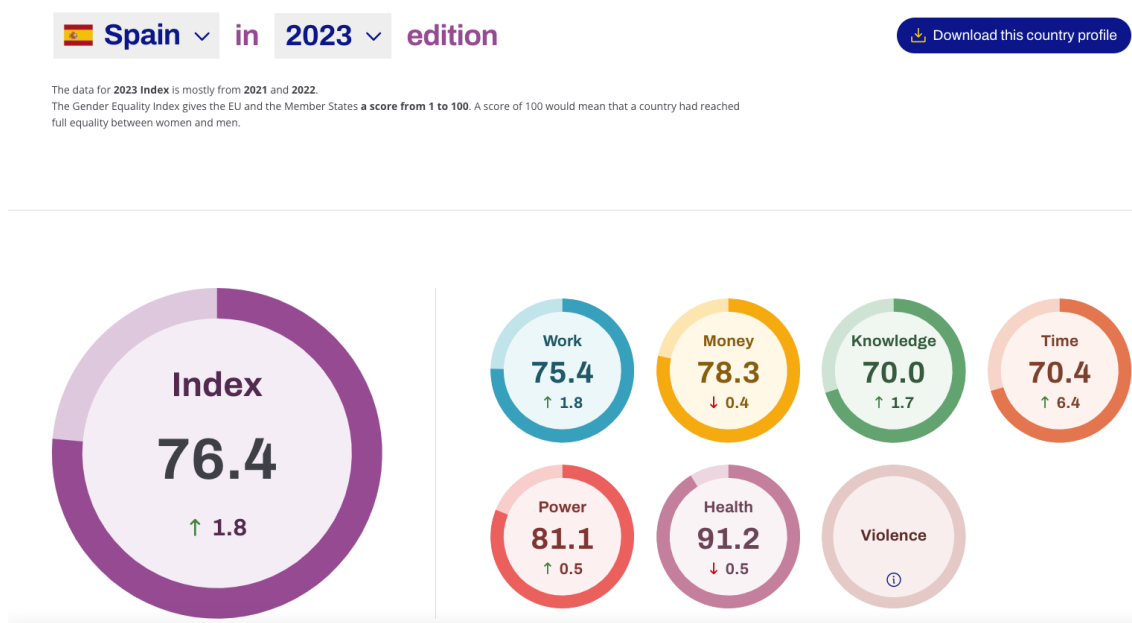 Spain in 2023 edition
Download this country profile
The data for 2023 Index is mostly from 2021 and 2022.
The Gender Equality Index gives the EU and the Member States a score from 1 to 100. A score of 100 would mean that a country had reached
full equality between women and men.
Index
76.4
↑ 1.8
Work
75.4
↑ 1.8
Money
78.3
↓ 0.4
Knowledge
70.0
↑ 1.7
Time
70.4
↑ 6.4
Power
81.1
↑ 0.5
Health
91.2
↓ 0.5
Violence